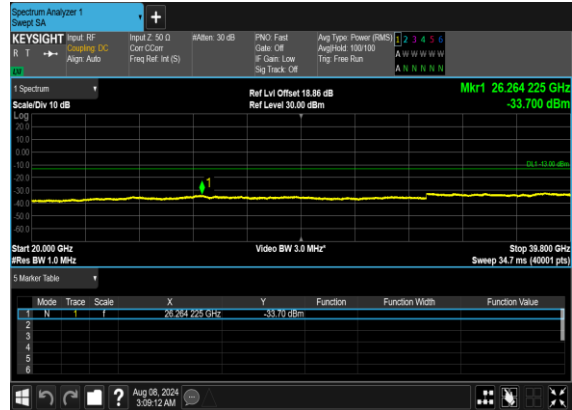 Spectrum Analyzer 1
Swept SA
+
KEYSIGHT Input: RF Input Z: 50 Ω #Atten: 30 dB PNO: Fast Avg Type: Power (RMS) 1 2 3 4 5 6
R T Coupling: DC Corr CCorr Gate: Off Avg|Hold: 100/100 A W W W W W
Align: Auto Freq Ref: Int (S) IF Gain: Low Trig: Free Run
Sig Track: Off A N N N N N
1 Spectrum Ref Lvl Offset 18.86 dB Mkr1 26.264 225 GHz
Scale/Div 10 dB Ref Level 30.00 dBm -33.700 dBm
Log
20.0
10.0
0.00
-10.0 DL1 -13.00 dBm
-20.0
-30.0 1
-40.0
-50.0
-60.0
Start 20.000 GHz Video BW 3.0 MHz* Stop 39.800 GHz
#Res BW 1.0 MHz Sweep 34.7 ms (40001 pts)
5 Marker Table
Mode Trace Scale X Y Function Function Width Function Value
1 N 1 f 26.264 225 GHz -33.70 dBm
2
3
4
5
6
? Aug 08, 2024
3:09:12 AM